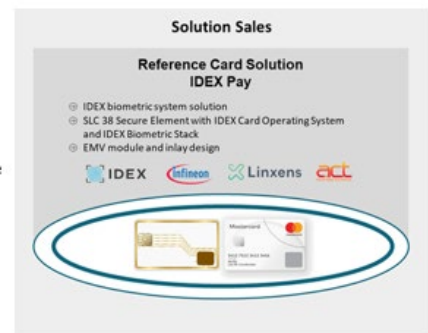 Solution Sales
Reference Card Solution
IDEX Pay
IDEX biometric system solution
SLC 38 Secure Element with IDEX Card Operating System
and IDEX Biometric Stack
EMV module and inlay design
IDEX
infineon
Linxens
act
Mastercard
e